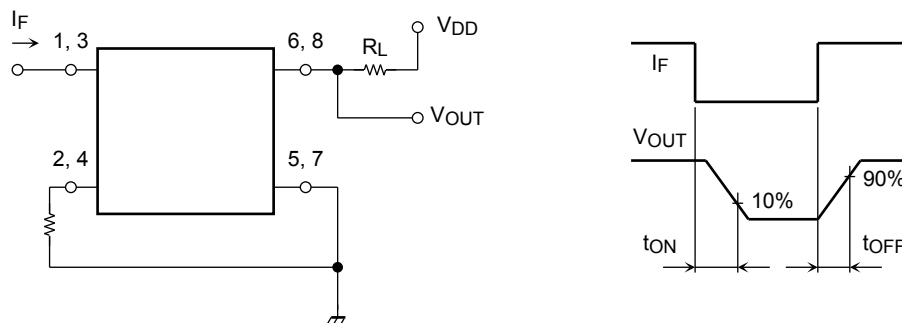 IF
1, 3
6, 8
RL
VDD
VOUT
2, 4
5, 7
IF
VOUT
10%
90%
tON
tOFF